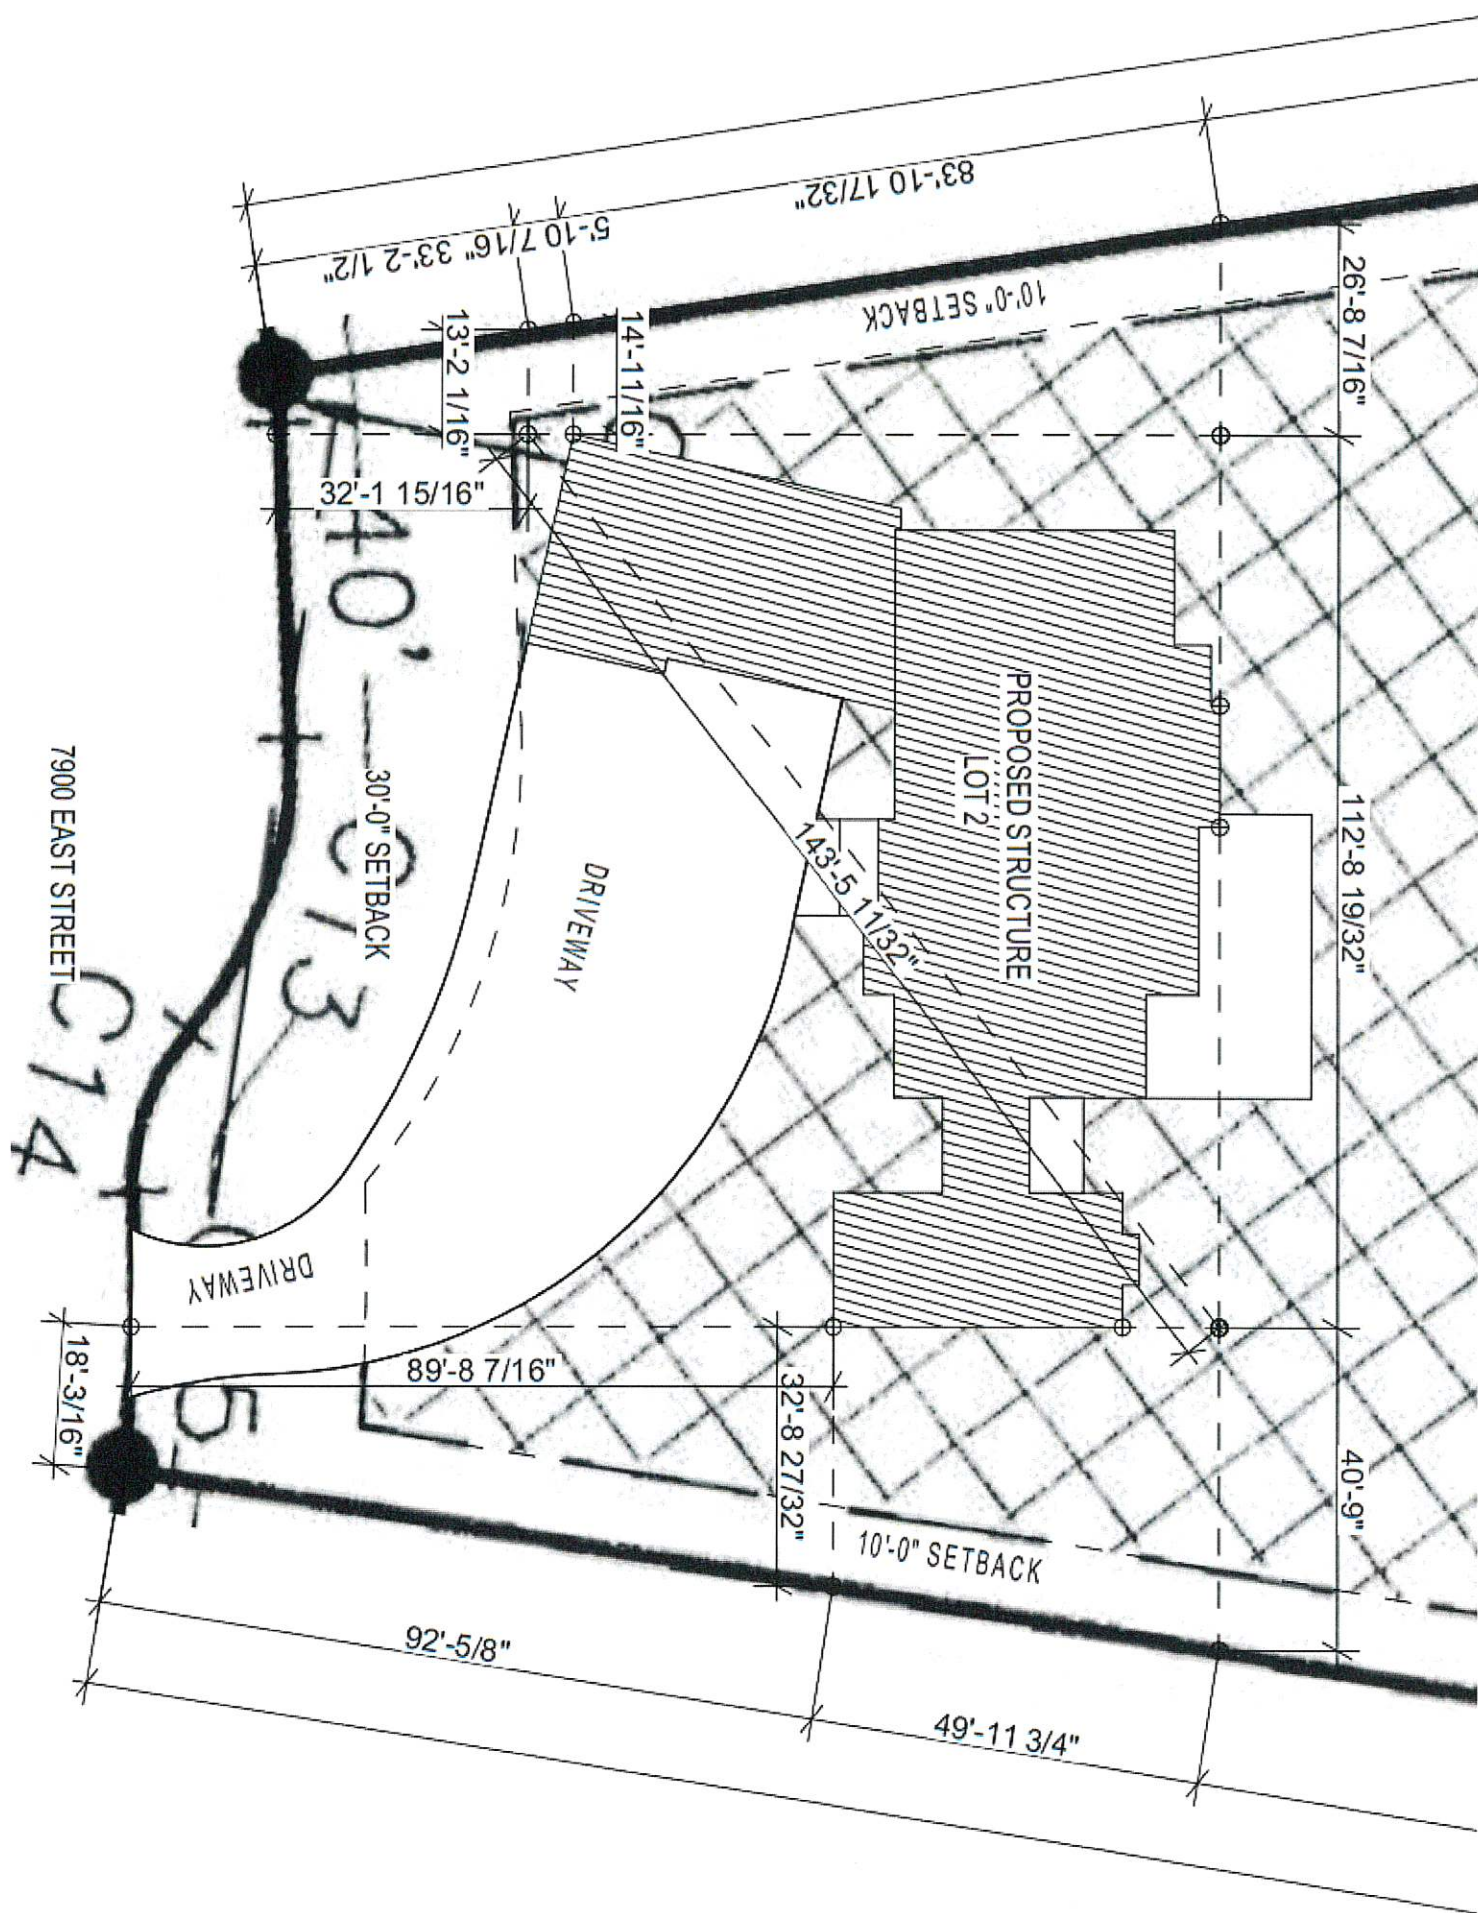 83'-10 17/32"
5'-10 7/16"
33'-2 1/2"
10'-0" SETBACK
26'-8 7/16"
13'-2 1/16"
14'-11/16"
32'-1 15/16"
40'
PROPOSED STRUCTURE
LOT 2
30'-0" SETBACK
C13
7900 EAST STREET
C14
DRIVEWAY
143'-5 11/32"
112'-8 19/32"
DRIVEWAY
18'-3/16"
5
89'-8 7/16"
32'-8 27/32"
40'-9"
10'-0" SETBACK
92'-5/8"
49'-11 3/4"